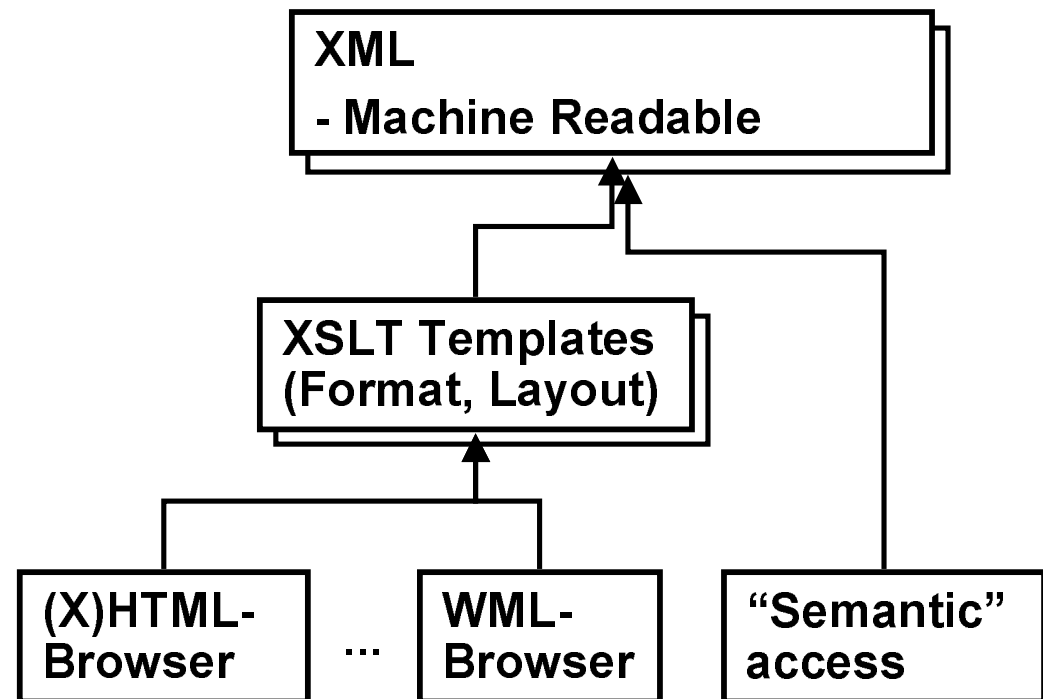 XML
- Machine Readable
XSLT Templates
(Format, Layout)
(X)HTML-
Browser
...
WML-
Browser
“Semantic”
access